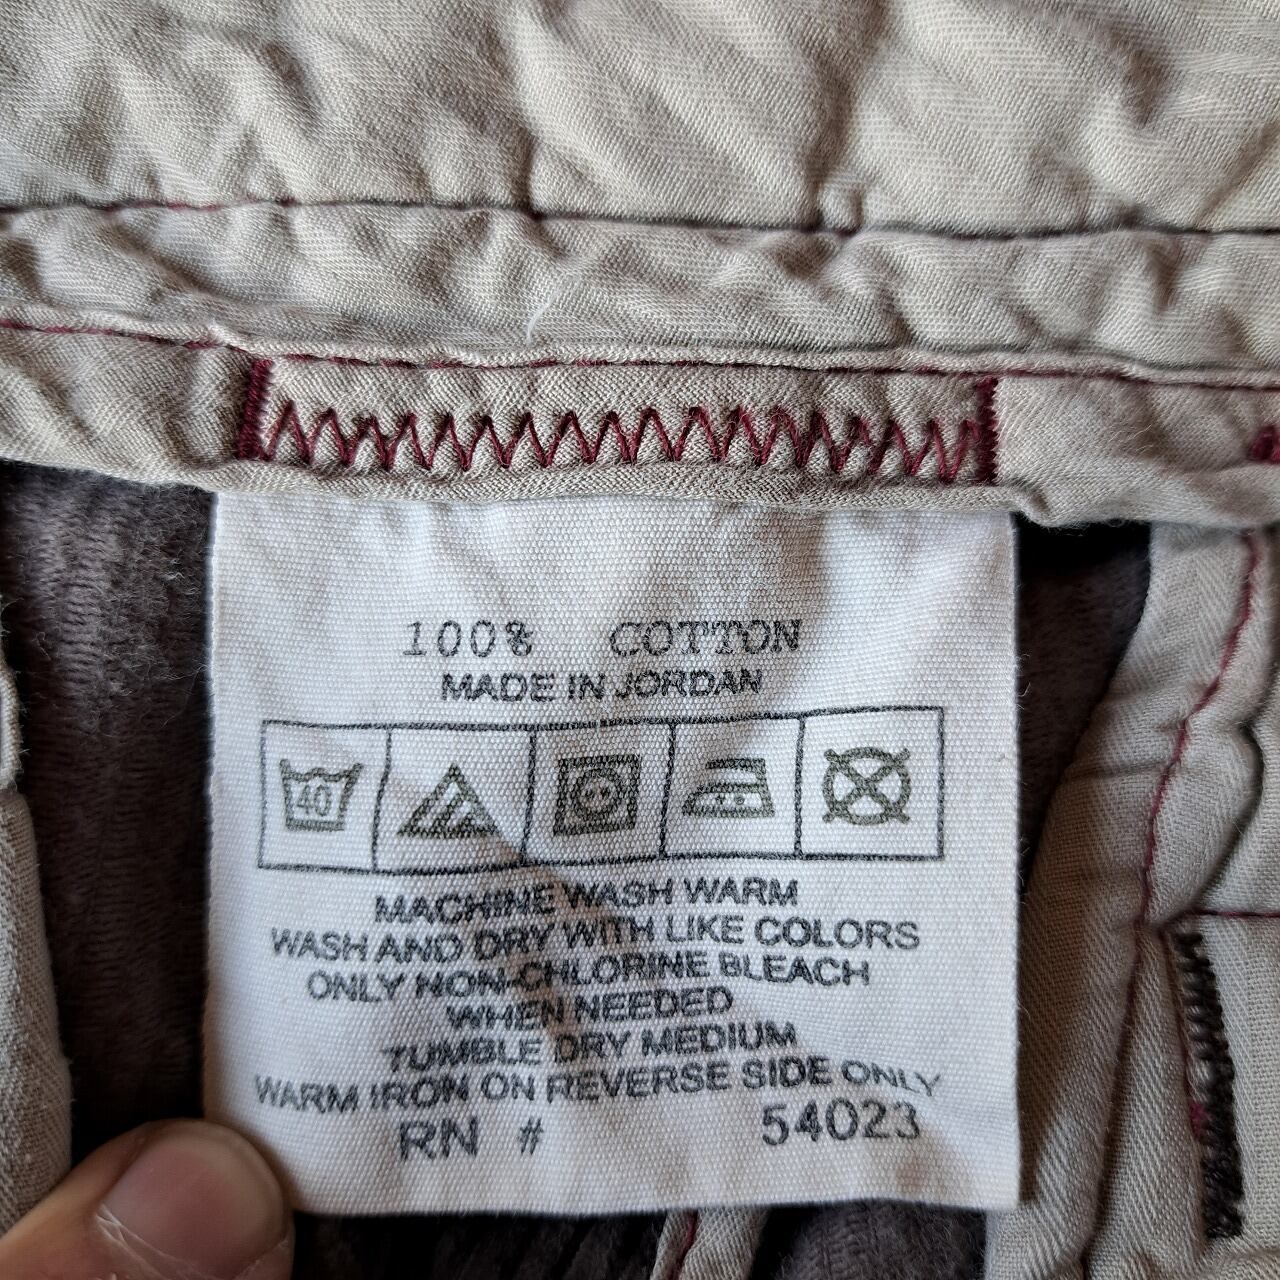 100% COTTON
MADE IN JORDAN
40
MACHINE WASH WARM
WASH AND DRY WITH LIKE COLORS
ONLY NON-CHLORINE BLEACH
WHEN NEEDED
TUMBLE DRY MEDIUM
WARM IRON ON REVERSE SIDE ONLY
RN # 54023